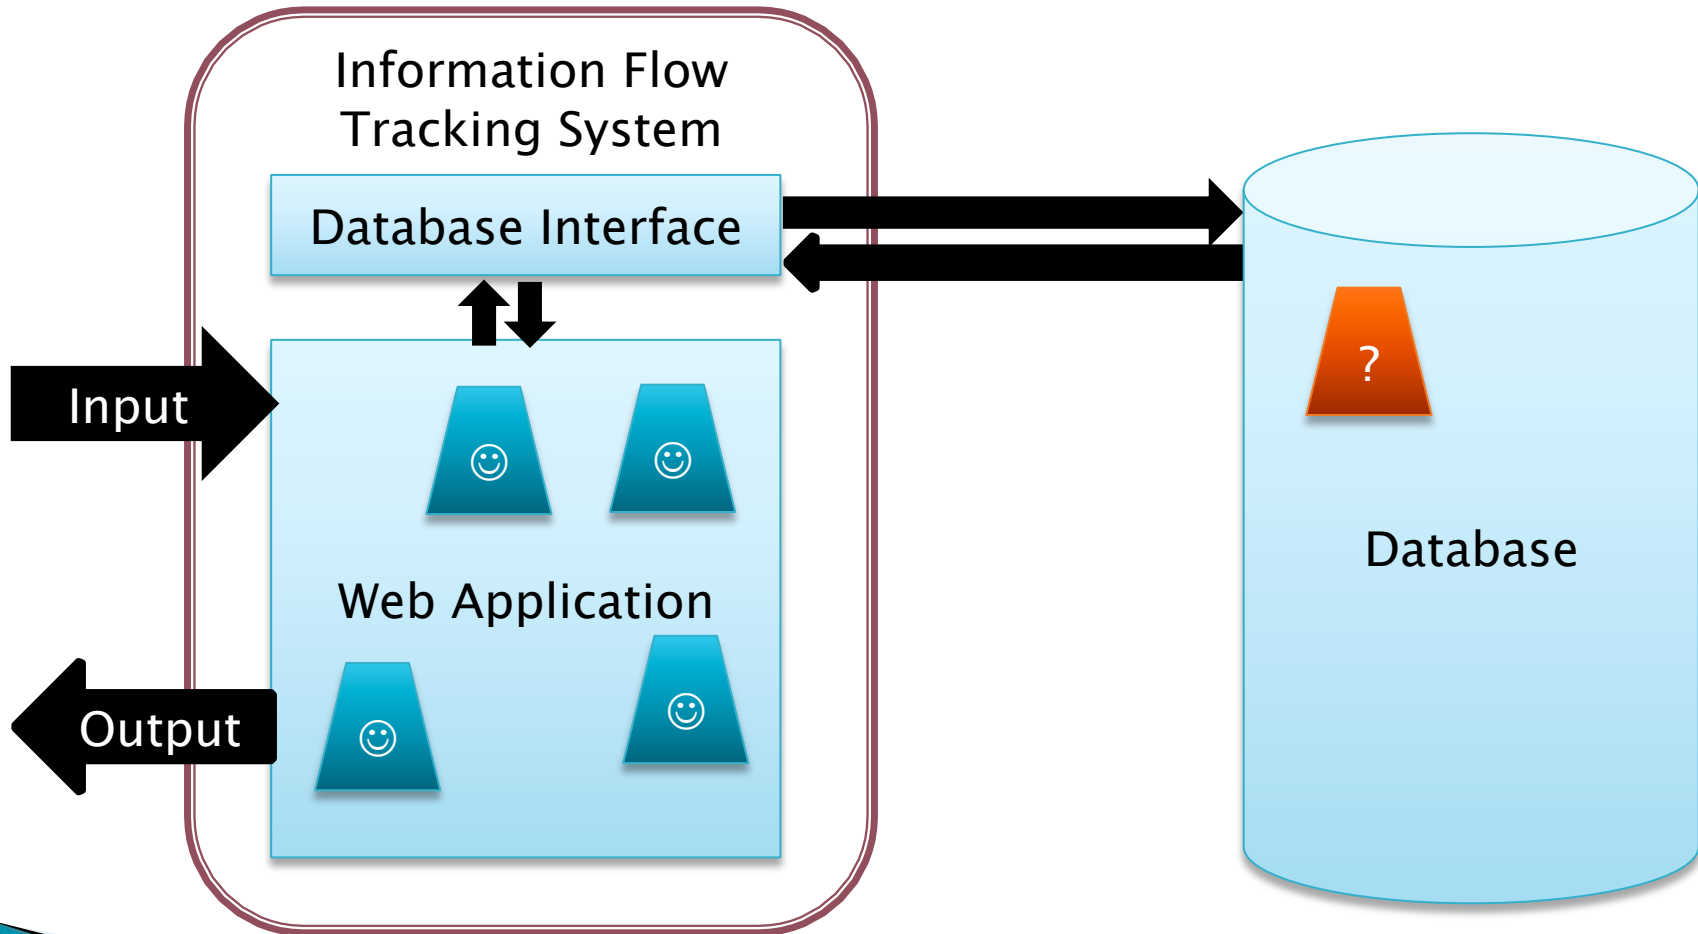 Information Flow
Tracking System
Database Interface
Input
?
☺
☺
Database
Web Application
Output
☺
☺